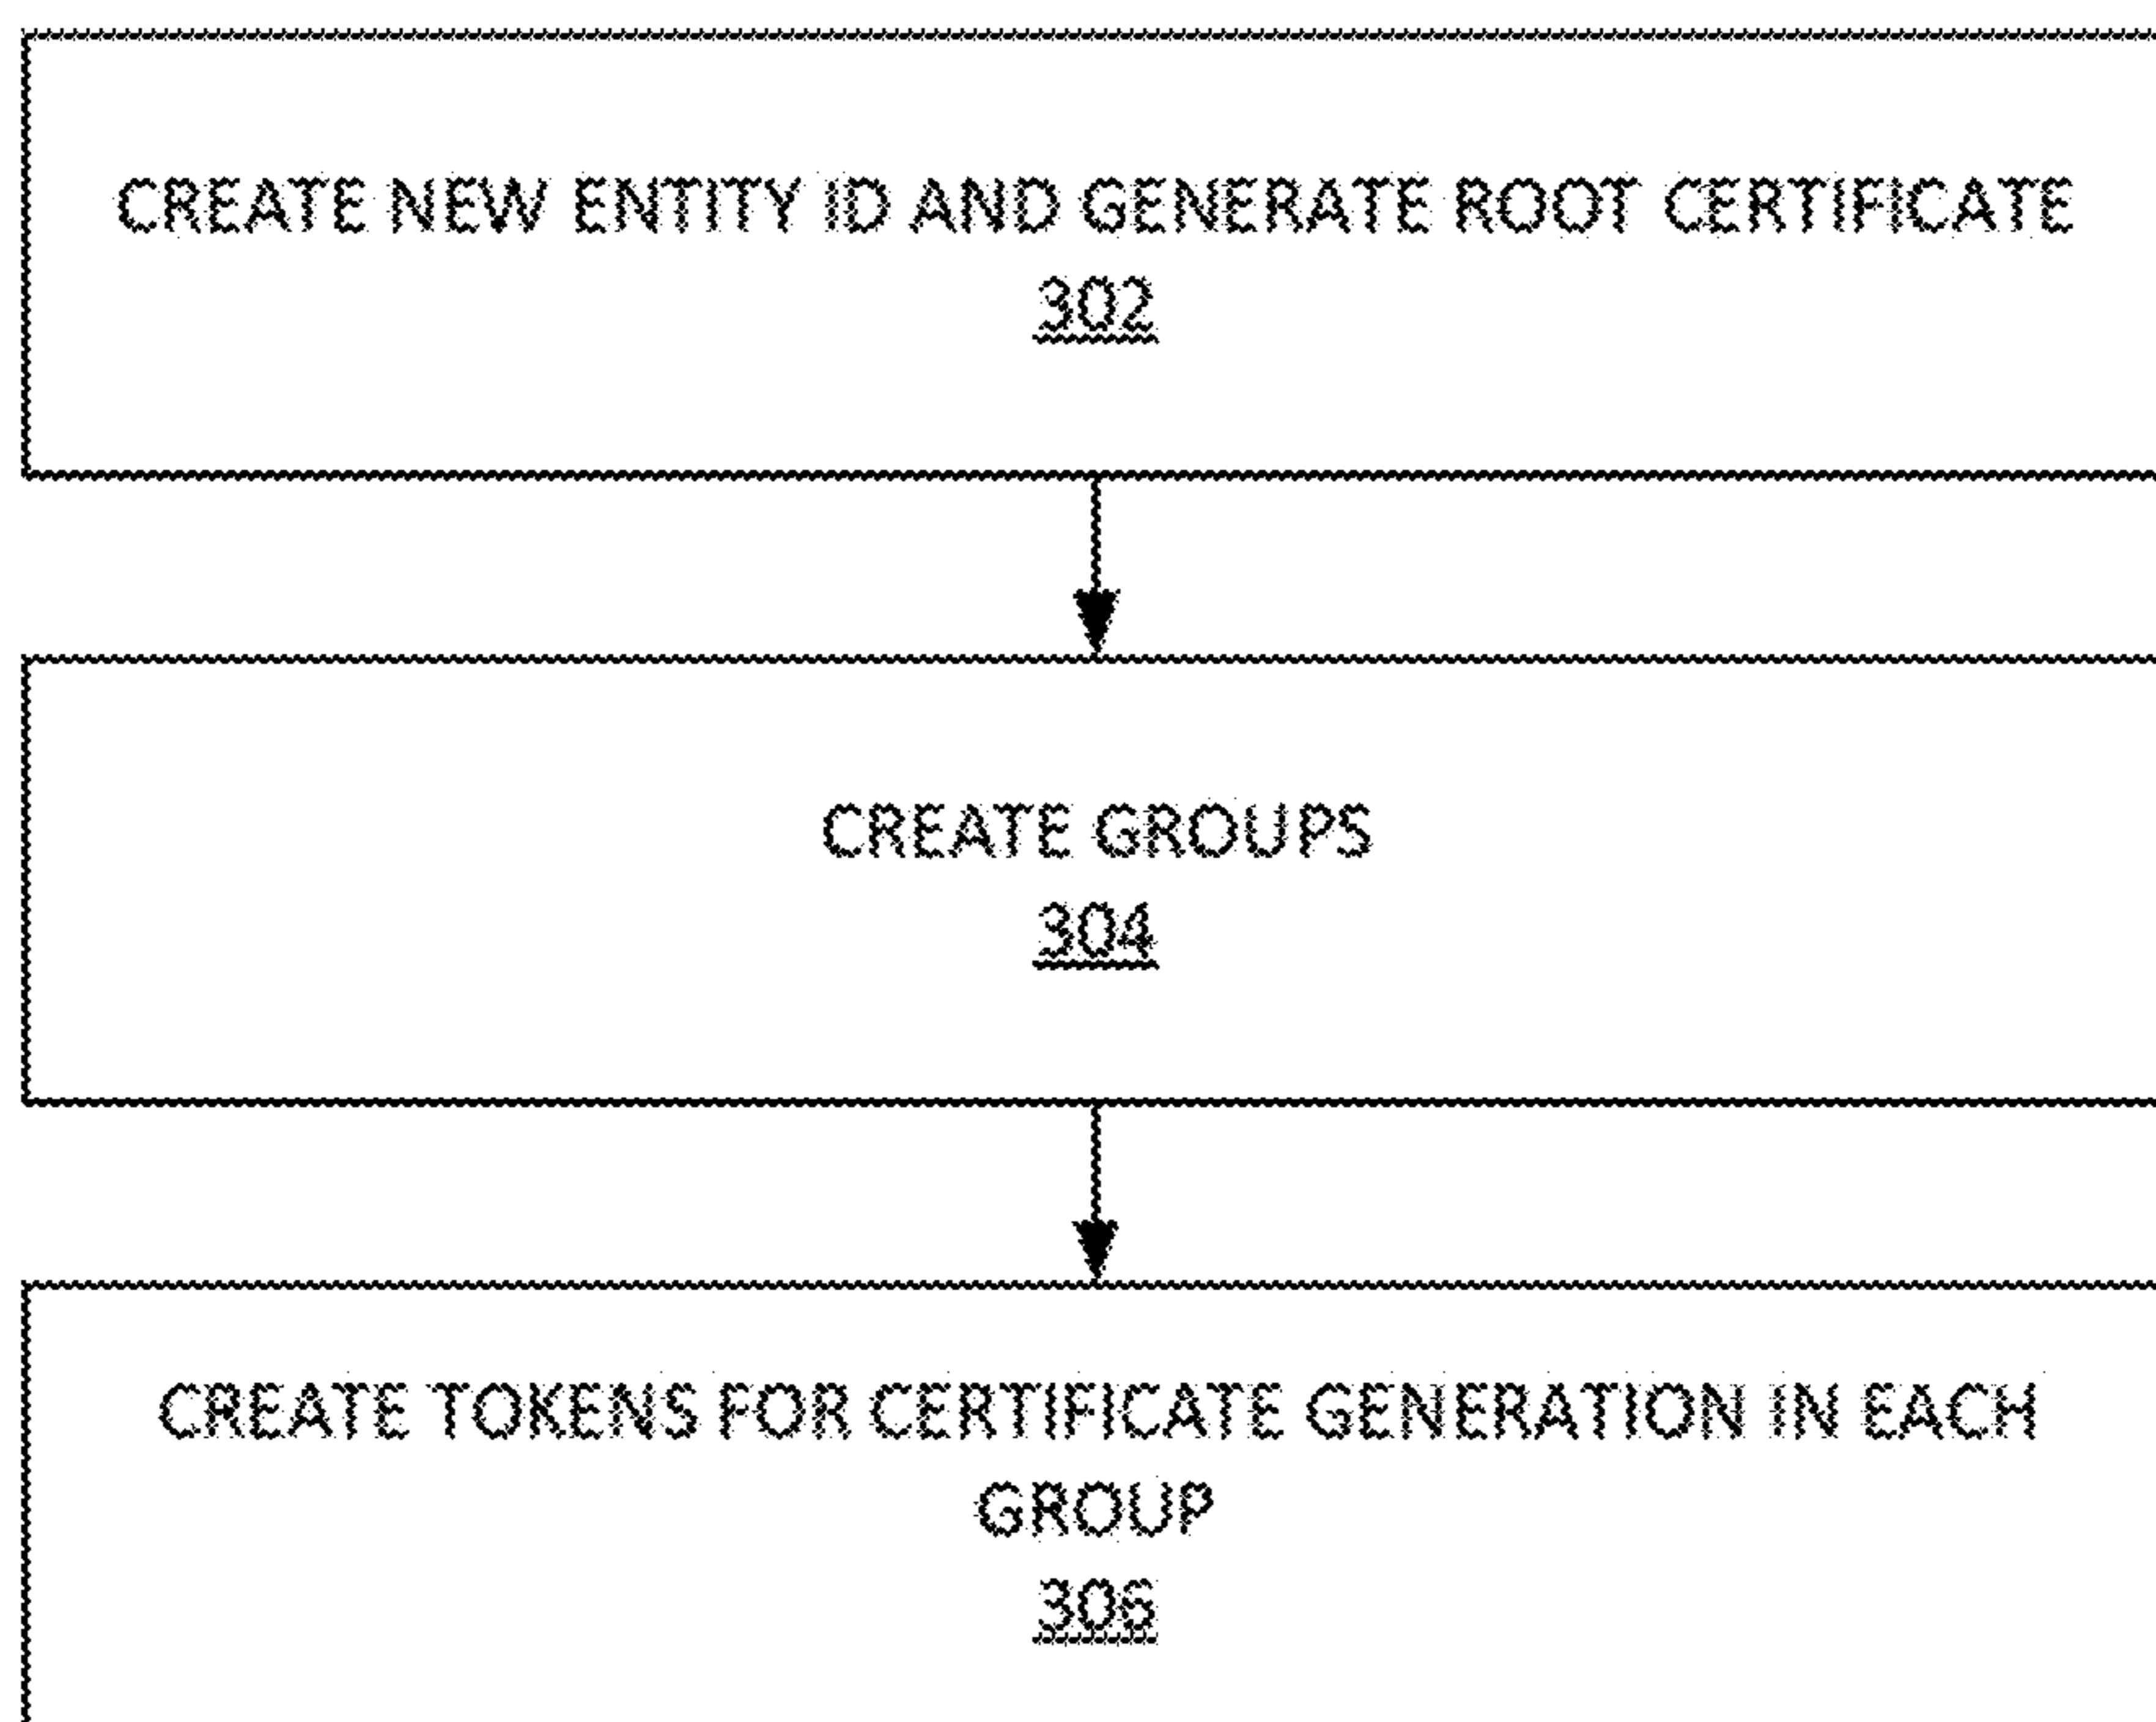 CREATE NEW ENTITY ID AND GENERATE ROOT CERTIFICATE
302
CREATE GROUPS
304
CREATE TOKENS FOR CERTIFICATE GENERATION IN EACH
GROUP
306